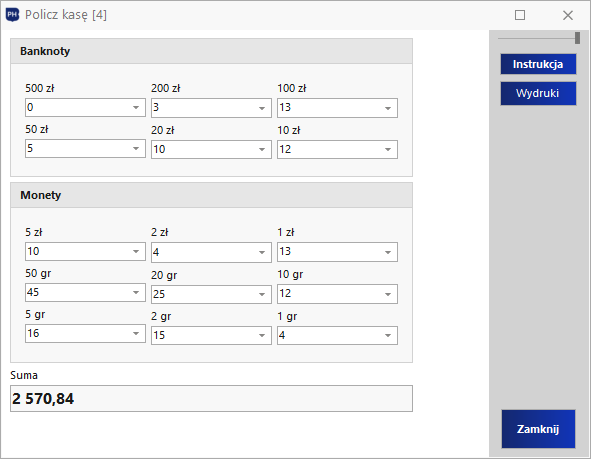 PH Policz kasę [4]
Banknoty
500 zł 200 zł 100 zł
0 3 13
50 zł 20 zł 10 zł
5 10 12
Monety
5 zł 2 zł 1 zł
10 4 13
50 gr 20 gr 10 gr
45 25 12
5 gr 2 gr 1 gr
16 15 4
Suma
2 570,84
Instrukcja
Wydruki
Zamknij